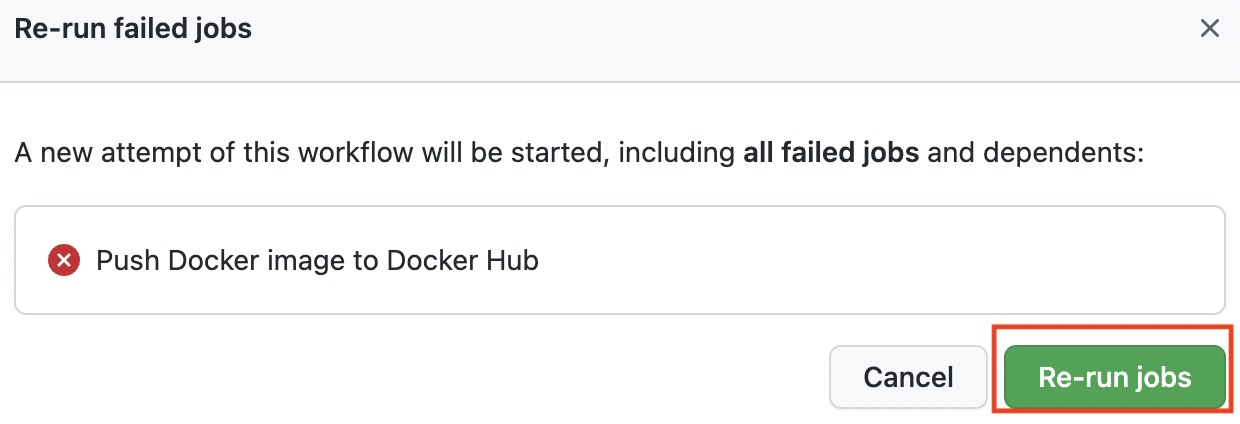 Re-run failed jobs
A new attempt of this workflow will be started, including all failed jobs and dependents:
Push Docker image to Docker Hub
Cancel
Re-run jobs